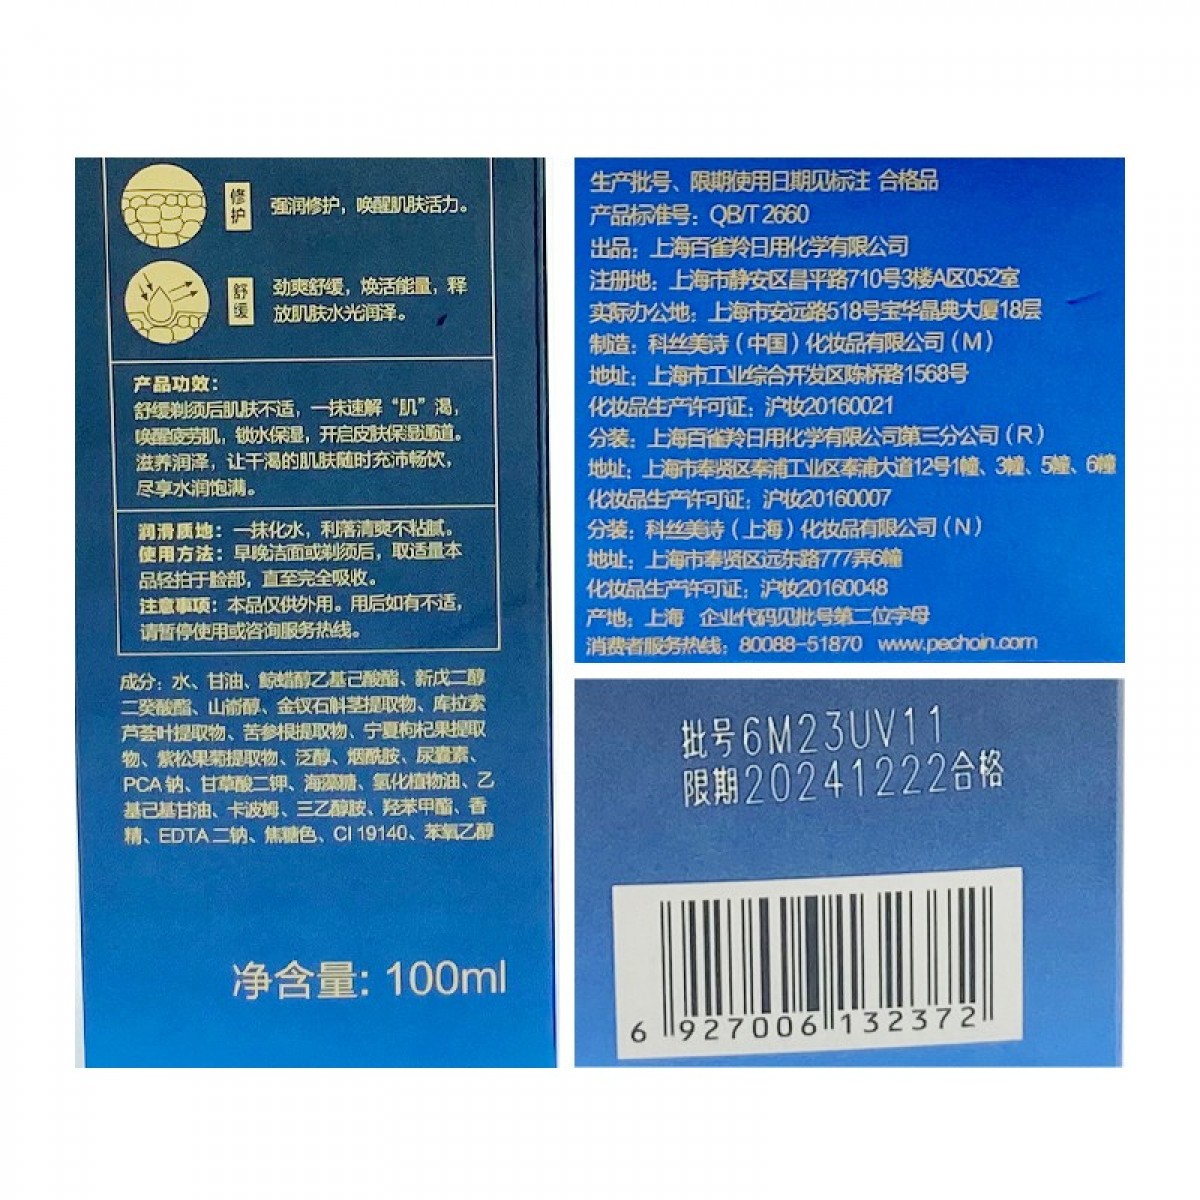 修护
强润修护，唤醒肌肤活力。
舒缓
劲爽舒缓，焕活能量，释
放肌肤水光润泽。
产品功效：
舒缓剃须后肌肤不适，一抹速解“肌”渴，
唤醒疲劳肌，锁水保湿，开启皮肤保湿通道。
滋养润泽，让干渴的肌肤随时充沛畅饮，
尽享水润饱满。
润滑质地：一抹化水，利落清爽不粘腻。
使用方法：早晚洁面或剃须后，取适量本
品轻拍于脸部，直至完全吸收。
注意事项：本品仅供外用。用后如有不适，
请暂停使用或咨询服务热线。
成分：水、甘油、鲸蜡醇乙基己酸酯、新戊二醇
二癸酸酯、山嵛醇、金钗石斛茎提取物、库拉索
芦荟叶提取物、苦参根提取物、宁夏枸杞果提取
物、紫松果菊提取物、泛醇、烟酰胺、尿囊素、
PCA 钠、甘草酸二钾、海藻糖、氢化植物油、乙
基己基甘油、卡波姆、三乙醇胺、羟苯甲酯、香
精、EDTA 二钠、焦糖色、CI 19140、苯氧乙醇
净含量: 100ml
生产批号、限期使用日期见标注 合格品
产品标准号：QB/T 2660
出品：上海百雀羚日用化学有限公司
注册地：上海市静安区昌平路710号3楼A区052室
实际办公地：上海市安远路518号宝华晶典大厦18层
制造：科丝美诗（中国）化妆品有限公司（M）
地址：上海市工业综合开发区陈桥路1568号
化妆品生产许可证：沪妆20160021
分装：上海百雀羚日用化学有限公司第三分公司（R）
地址：上海市奉贤区奉浦工业区奉浦大道12号1幢、3幢、5幢、6幢
化妆品生产许可证：沪妆20160007
分装：科丝美诗（上海）化妆品有限公司（N）
地址：上海市奉贤区远东路777弄6幢
化妆品生产许可证：沪妆20160048
产地：上海 企业代码见批号第二位字母
消费者服务热线：80088-51870 www.pechoin.com
批号6M23UV11
限期20241222合格
6 927006 132372